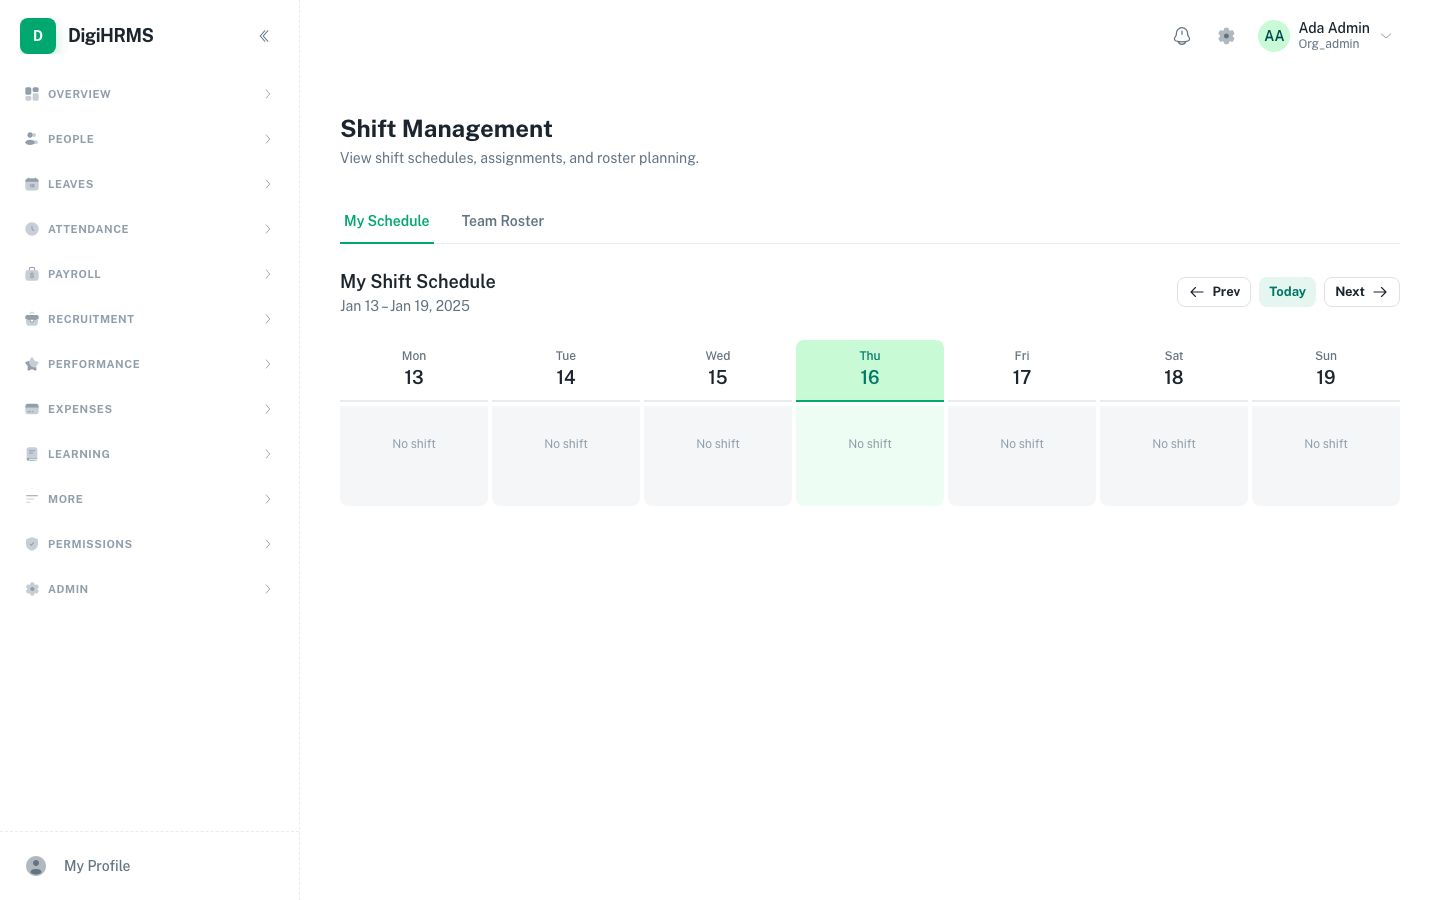 D
DigiHRMS
OVERVIEW
PEOPLE
LEAVES
ATTENDANCE
PAYROLL
RECRUITMENT
PERFORMANCE
EXPENSES
LEARNING
MORE
PERMISSIONS
ADMIN
My Profile
AA
Ada Admin
Org_admin
Shift Management
View shift schedules, assignments, and roster planning.
My Schedule
Team Roster
My Shift Schedule
Jan 13 – Jan 19, 2025
Prev
Today
Next
Mon
13
Tue
14
Wed
15
Thu
16
Fri
17
Sat
18
Sun
19
No shift
No shift
No shift
No shift
No shift
No shift
No shift